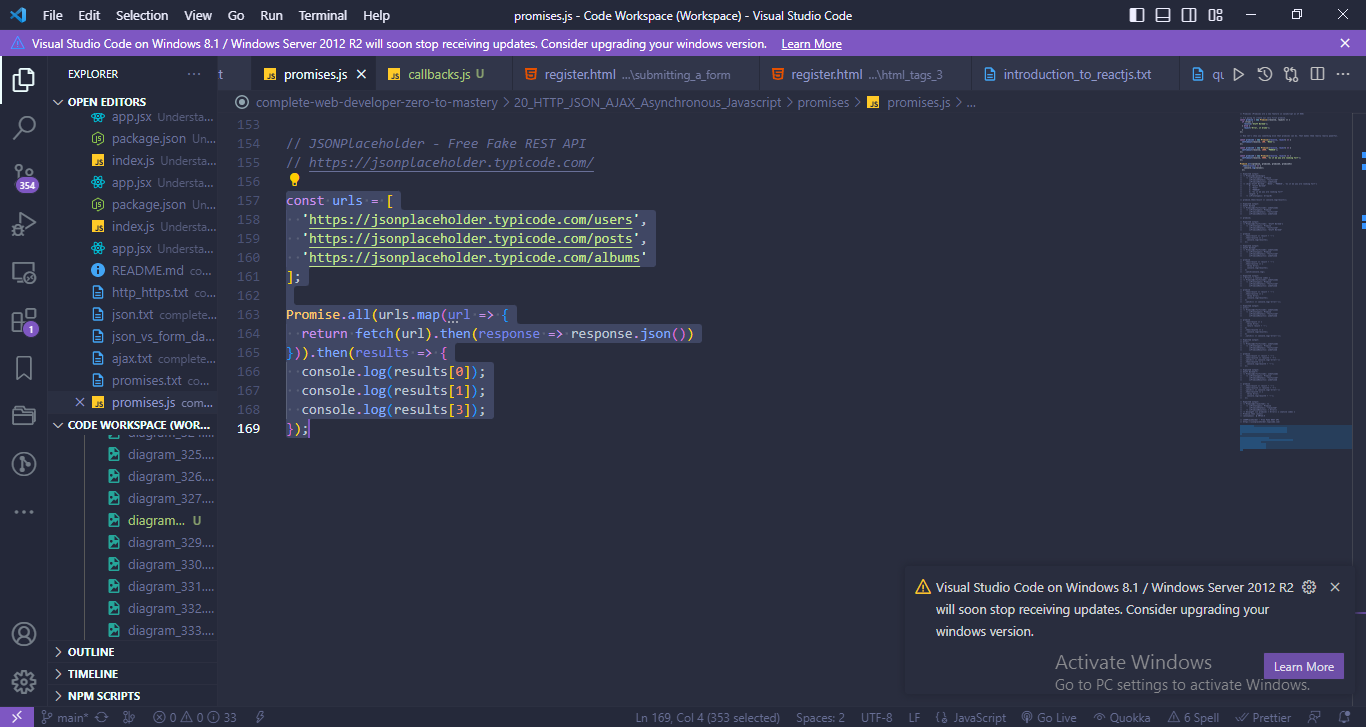 File Edit Selection View Go Run Terminal Help
promises.js - Code Workspace (Workspace) - Visual Studio Code
Visual Studio Code on Windows 8.1 / Windows Server 2012 R2 will soon stop receiving updates. Consider upgrading your windows version. Learn More
EXPLORER
t promises.js callbacks.js U register.html ...\submitting_a_form register.html ...\html_tags_3 introduction_to_reactjs.txt
complete-web-developer-zero-to-mastery > 20_HTTP_JSON_AJAX_Asynchronous_Javascript > promises > promises.js > ...
OPEN EDITORS
app.jsx Understa...
package.json Un...
index.js Understa...
app.jsx Understa...
package.json Un...
index.js Understa...
app.jsx Understa...
README.md co...
http_https.txt co...
json.txt complete...
json_vs_form_da...
ajax.txt complete...
promises.txt co...
promises.js com...
CODE WORKSPACE (WOR...
diagram_325....
diagram_326....
diagram_327....
diagram... U
diagram_329....
diagram_330....
diagram_331....
diagram_332....
diagram_333....
OUTLINE
TIMELINE
NPM SCRIPTS
354
1
153
154 // JSONPlaceholder - Free Fake REST API
155 // https://jsonplaceholder.typicode.com/
156
157 const urls = [
158 'https://jsonplaceholder.typicode.com/users',
159 'https://jsonplaceholder.typicode.com/posts',
160 'https://jsonplaceholder.typicode.com/albums'
161 ];
162
163 Promise.all(urls.map(url => {
164 return fetch(url).then(response => response.json())
165 })).then(results => {
166 console.log(results[0]);
167 console.log(results[1]);
168 console.log(results[3]);
169 });
Visual Studio Code on Windows 8.1 / Windows Server 2012 R2
will soon stop receiving updates. Consider upgrading your
windows version.
Learn More
Activate Windows
Go to PC settings to activate Windows.
main* 0 0 33 Ln 169, Col 4 (353 selected) Spaces: 2 UTF-8 LF JavaScript Go Live Quokka 6 Spell Prettier